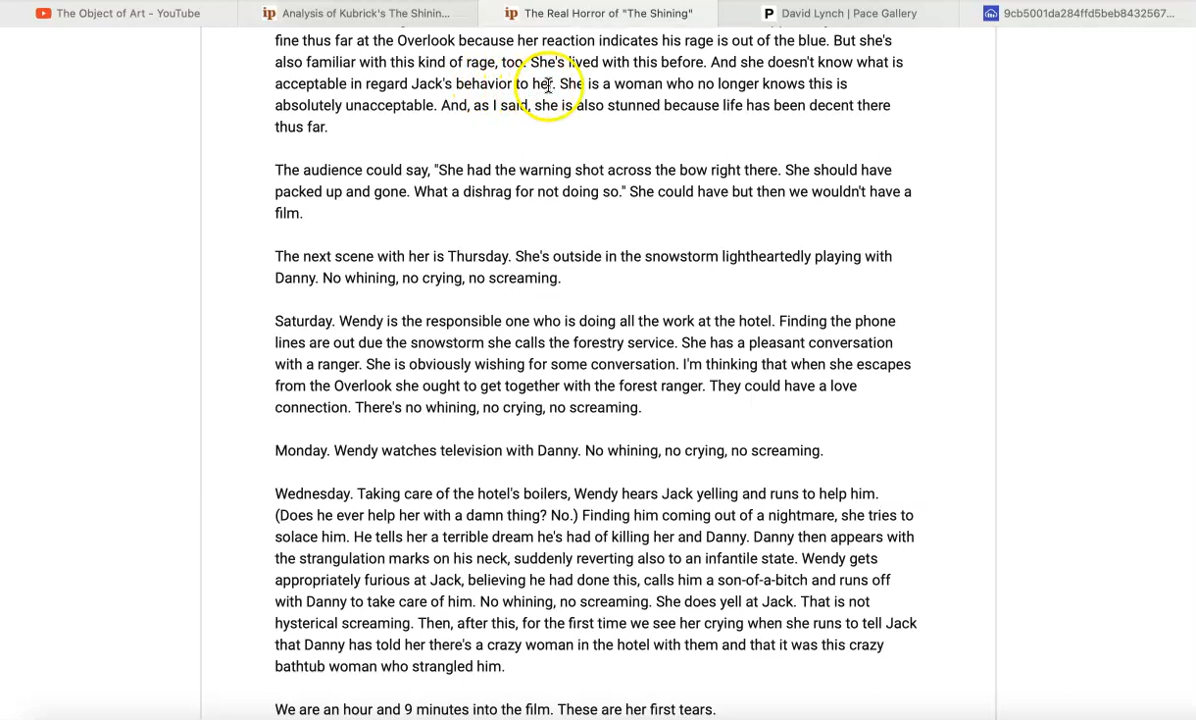 The Object of Art - YouTube
ip Analysis of Kubrick's The Shinin...
ip The Real Horror of "The Shining"
P David Lynch | Pace Gallery
9cb5001da284ffd5beb8432567...
fine thus far at the Overlook because her reaction indicates his rage is out of the blue. But she's
also familiar with this kind of rage, too. She's lived with this before. And she doesn't know what is
acceptable in regard Jack's behavior to her. She is a woman who no longer knows this is
absolutely unacceptable. And, as I said, she is also stunned because life has been decent there
thus far.
The audience could say, "She had the warning shot across the bow right there. She should have
packed up and gone. What a dishrag for not doing so." She could have but then we wouldn't have a
film.
The next scene with her is Thursday. She's outside in the snowstorm lightheartedly playing with
Danny. No whining, no crying, no screaming.
Saturday. Wendy is the responsible one who is doing all the work at the hotel. Finding the phone
lines are out due the snowstorm she calls the forestry service. She has a pleasant conversation
with a ranger. She is obviously wishing for some conversation. I'm thinking that when she escapes
from the Overlook she ought to get together with the forest ranger. They could have a love
connection. There's no whining, no crying, no screaming.
Monday. Wendy watches television with Danny. No whining, no crying, no screaming.
Wednesday. Taking care of the hotel's boilers, Wendy hears Jack yelling and runs to help him.
(Does he ever help her with a damn thing? No.) Finding him coming out of a nightmare, she tries to
solace him. He tells her a terrible dream he's had of killing her and Danny. Danny then appears with
the strangulation marks on his neck, suddenly reverting also to an infantile state. Wendy gets
appropriately furious at Jack, believing he had done this, calls him a son-of-a-bitch and runs off
with Danny to take care of him. No whining, no screaming. She does yell at Jack. That is not
hysterical screaming. Then, after this, for the first time we see her crying when she runs to tell Jack
that Danny has told her there's a crazy woman in the hotel with them and that it was this crazy
bathtub woman who strangled him.
We are an hour and 9 minutes into the film. These are her first tears.